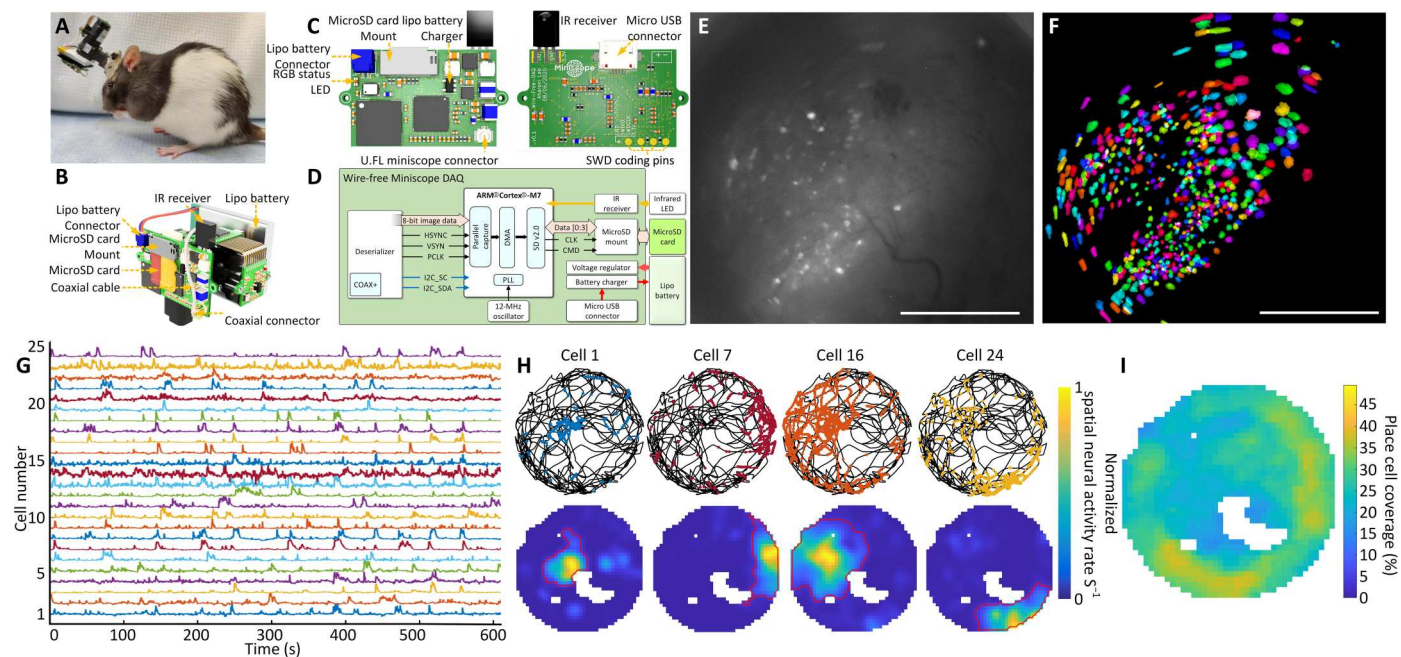 A
B
IR receiver
Lipo battery
Lipo battery
Connector
MicroSD card
Mount
MicroSD card
Coaxial cable
Coaxial connector
C
MicroSD card lipo battery
Mount
Charger
Lipo battery
Connector
RGB status
LED
U.FL miniscope connector
IR receiver
Micro USB
connector
Miniscope
SWD coding pins
D
Wire-free Miniscope DAQ
ARM®Cortex®-M7
8-bit image data
Deserializer
HSYNC
VSYN
PCLK
COAX+
I2C_SC
I2C_SDA
Parallel
capture
DMA
SD v2.0
PLL
12-MHz
oscillator
Data [0:3]
CLK
CMD
IR
receiver
Infrared
LED
MicroSD
mount
MicroSD
card
Voltage regulator
Battery charger
Micro USB
connector
Lipo
battery
E
F
G
Cell number
25
20
15
10
5
1
0 100 200 300 400 500 600
Time (s)
H
Cell 1 Cell 7 Cell 16 Cell 24
1
0
Normalized
spatial neural activity rate S⁻¹
I
45
40
35
30
25
20
15
10
5
0
Place cell coverage (%)